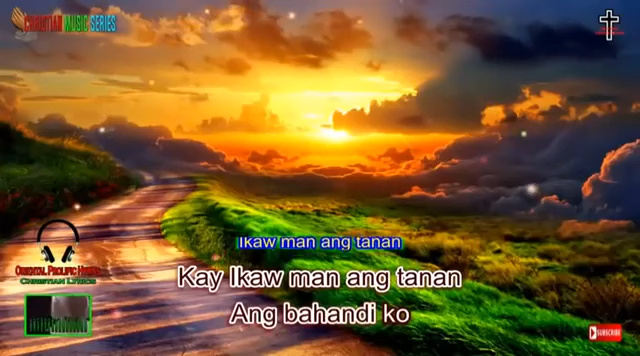 CHRISTIAN MUSIC SERIES
Ikaw man ang tanan
Kay Ikaw man ang tanan
Ang bahandi ko
CHRISTIAN LYRICS
SUBSCRIBE